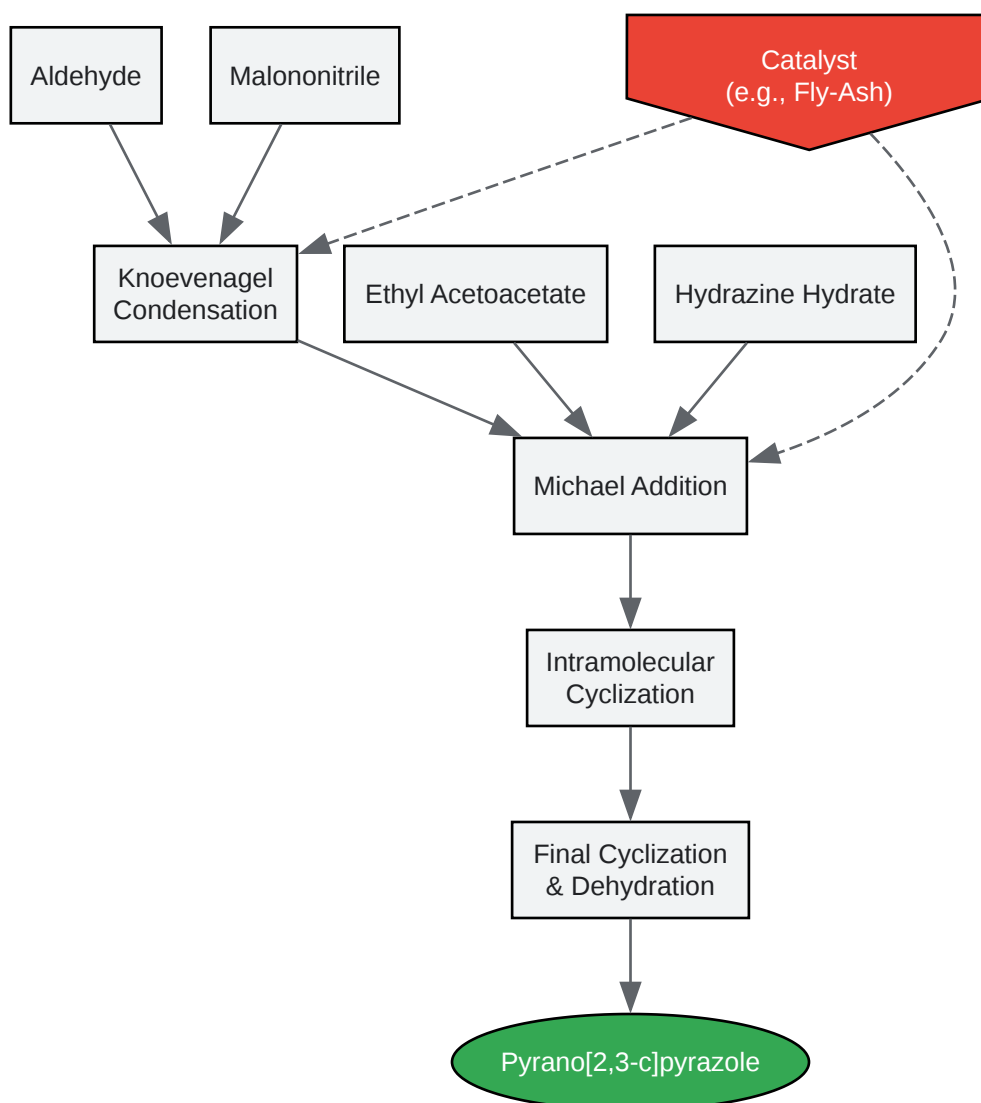 Aldehyde
Malononitrile
Catalyst
(e.g., Fly-Ash)
Knoevenagel
Condensation
Ethyl Acetoacetate
Hydrazine Hydrate
Michael Addition
Intramolecular
Cyclization
Final Cyclization
& Dehydration
Pyrano[2,3-c]pyrazole